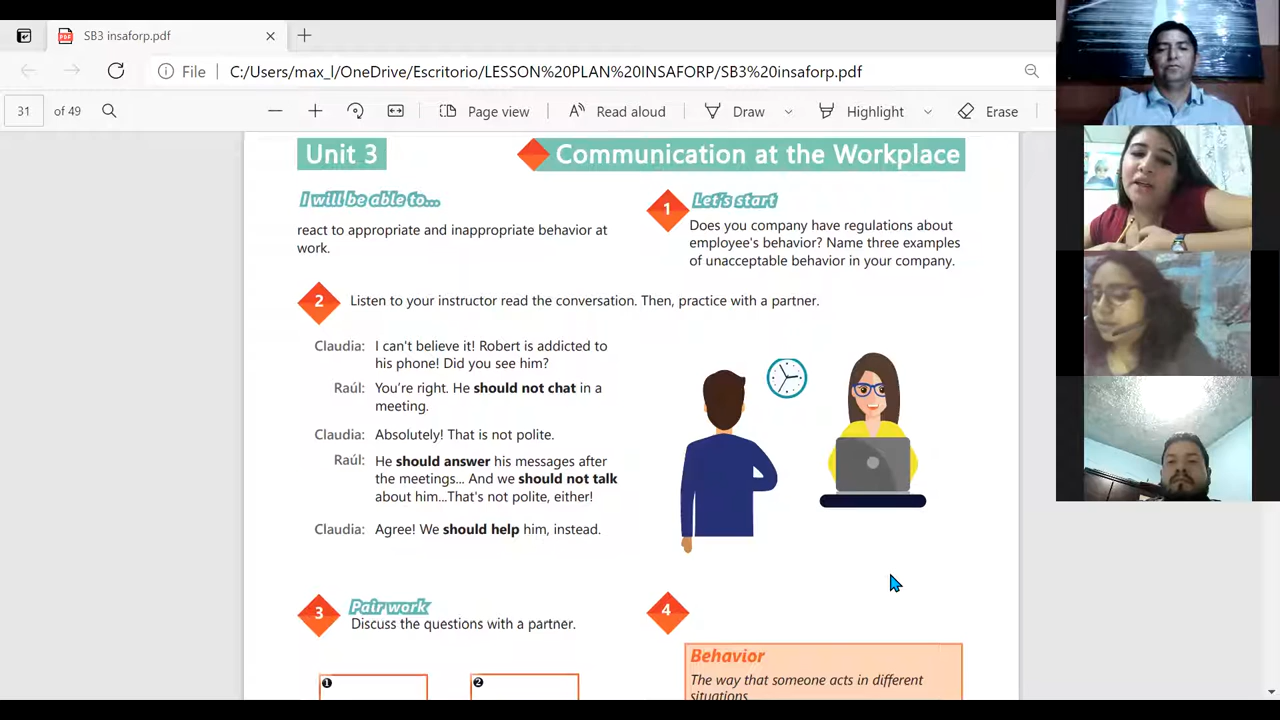 SB3 insaforp.pdf
File C:/Users/max_l/OneDrive/Escritorio/LESSON%20PLAN%20INSAFORP/SB3%20insaforp.pdf
31 of 49 Page view Read aloud Draw Highlight Erase
Unit 3
Communication at the Workplace
I will be able to...
react to appropriate and inappropriate behavior at
work.
1 Let's start
Does you company have regulations about
employee's behavior? Name three examples
of unacceptable behavior in your company.
2 Listen to your instructor read the conversation. Then, practice with a partner.
Claudia: I can't believe it! Robert is addicted to
his phone! Did you see him?
Raúl: You're right. He should not chat in a
meeting.
Claudia: Absolutely! That is not polite.
Raúl: He should answer his messages after
the meetings... And we should not talk
about him...That's not polite, either!
Claudia: Agree! We should help him, instead.
3 Pair work
Discuss the questions with a partner.
1 2
4
Behavior
The way that someone acts in different
situations.